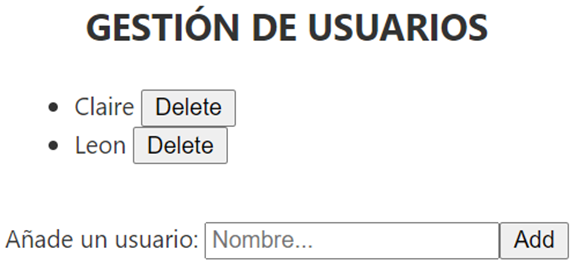 GESTIÓN DE USUARIOS
• Claire Delete
• Leon Delete
Añade un usuario: Nombre... Add